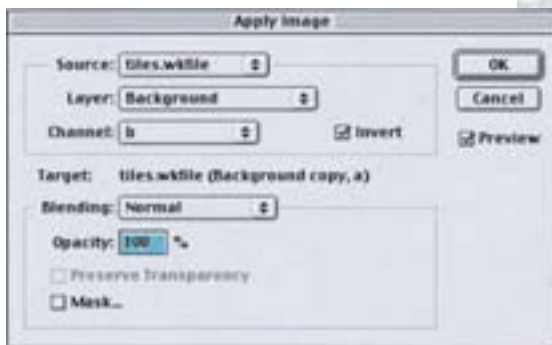 Apply Image
Source: tiles.wkfile
OK
Layer: Background
Cancel
Channel: b
Invert
Preview
Target: tiles.wkfile (Background copy, a)
Blending: Normal
Opacity: 100 %
Preserve Transparency
Mask...